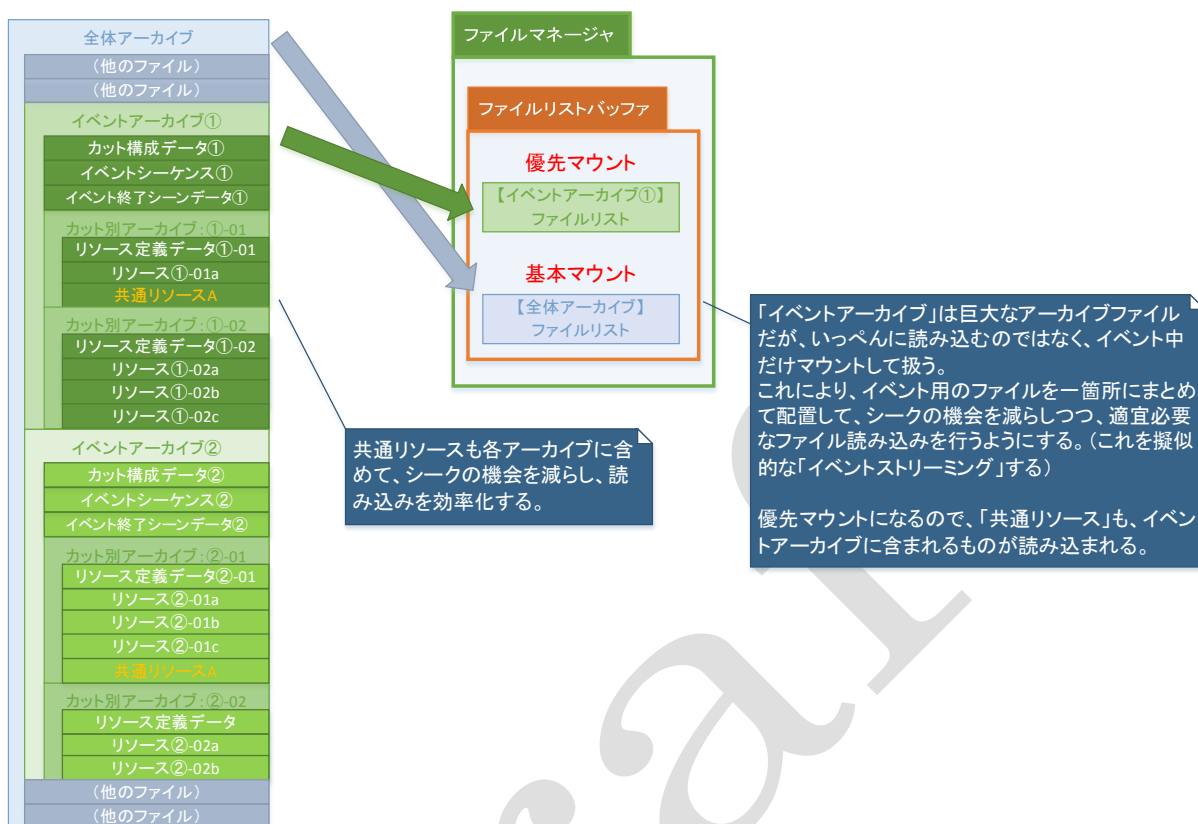 全体アーカイブ
（他のファイル）
（他のファイル）
イベントアーカイブ①
カット構成データ①
イベントシーケンス①
イベント終了シーンデータ①
カット別アーカイブ：①-01
リソース定義データ①-01
リソース①-01a
共通リソースA
カット別アーカイブ：①-02
リソース定義データ①-02
リソース①-02a
リソース①-02b
リソース①-02c
イベントアーカイブ②
カット構成データ②
イベントシーケンス②
イベント終了シーンデータ②
カット別アーカイブ：②-01
リソース定義データ②-01
リソース②-01a
リソース②-01b
リソース②-01c
共通リソースA
カット別アーカイブ：②-02
リソース定義データ
リソース②-02a
リソース②-02b
（他のファイル）
（他のファイル）
ファイルマネージャ
ファイルリストバッファ
優先マウント
【イベントアーカイブ①】
ファイルリスト
基本マウント
【全体アーカイブ】
ファイルリスト
共通リソースも各アーカイブに含
めて、シークの機会を減らし、読
み込みを効率化する。
「イベントアーカイブ」は巨大なアーカイブファイル
だが、いっぺんに読み込むのではなく、イベント中
だけマウントして扱う。
これにより、イベント用のファイルを一箇所にまとめ
て配置して、シークの機会を減らしつつ、適宜必要
なファイル読み込みを行うようにする。（これを擬似
的な「イベントストリーミング」する）
優先マウントになるので、「共通リソース」も、イベン
トアーカイブに含まれるものが読み込まれる。